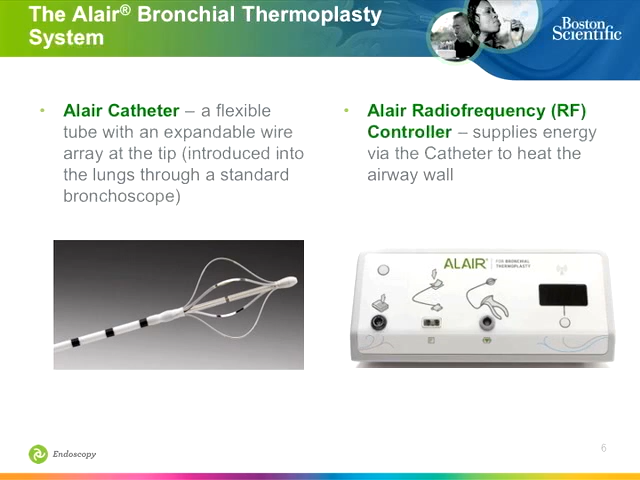 The Alair® Bronchial Thermoplasty
System
Boston
Scientific
• Alair Catheter – a flexible
tube with an expandable wire
array at the tip (introduced into
the lungs through a standard
bronchoscope)
• Alair Radiofrequency (RF)
Controller – supplies energy
via the Catheter to heat the
airway wall
ALAIR® FOR BRONCHIAL
THERMOPLASTY
Endoscopy
6